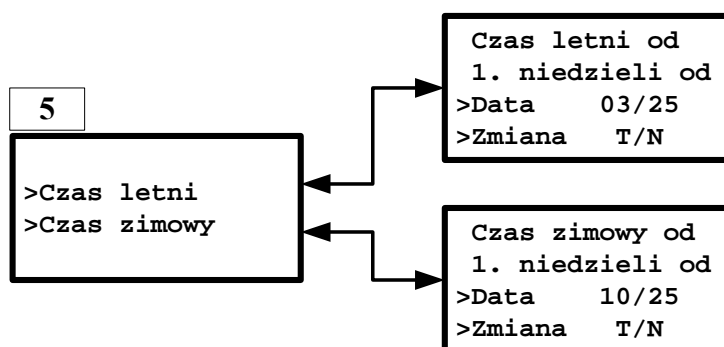 Czas letni od
1. niedzieli od
>Data 03/25
>Zmiana T/N
5
>Czas letni
>Czas zimowy
Czas zimowy od
1. niedzieli od
>Data 10/25
>Zmiana T/N